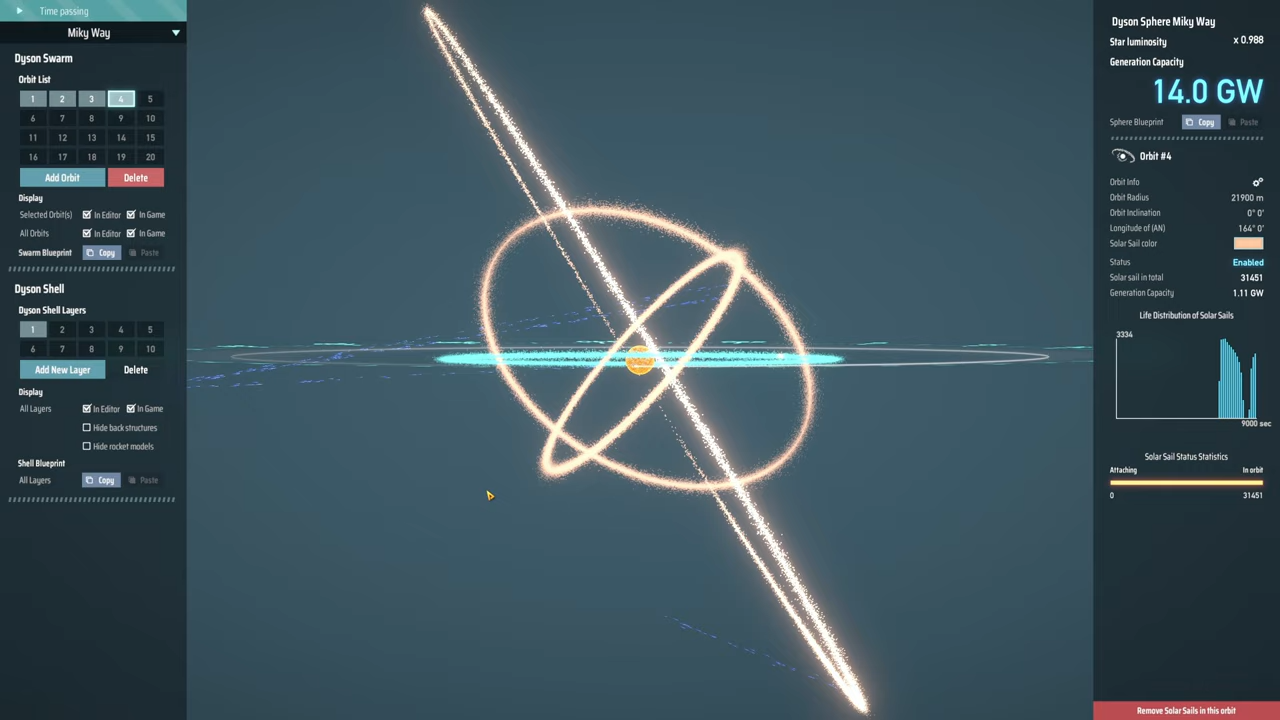 Time passing
Miky Way
Dyson Swarm
Orbit List
1 2 3 4 5
6 7 8 9 10
11 12 13 14 15
16 17 18 19 20
Add Orbit Delete
Display
Selected Orbit(s) In Editor In Game
All Orbits In Editor In Game
Swarm Blueprint Copy Paste
Dyson Shell
Dyson Shell Layers
1 2 3 4 5
6 7 8 9 10
Add New Layer Delete
Display
All Layers In Editor In Game
Hide back structures
Hide rocket models
Shell Blueprint
All Layers Copy Paste
Dyson Sphere Miky Way
Star luminosity x 0.988
Generation Capacity
14.0 GW
Sphere Blueprint Copy Paste
Orbit #4
Orbit Info
Orbit Radius 21900 m
Orbit Inclination 0° 0'
Longitude of (AN) 164° 0'
Solar Sail color
Status Enabled
Solar sail in total 31451
Generation Capacity 1.11 GW
Life Distribution of Solar Sails
3334
9000 sec
Solar Sail Status Statistics
Attaching In orbit
0 31451
Remove Solar Sails in this orbit